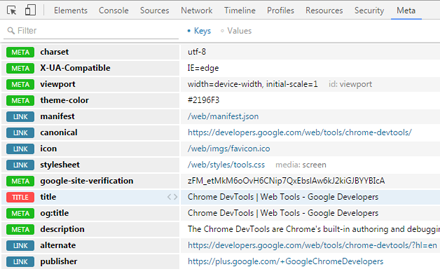 Elements Console Sources Network Timeline Profiles Resources Security Audits Meta
Filter Keys Values
META charset utf-8
META X-UA-Compatible IE=edge
META viewport width=device-width, initial-scale=1 id: viewport
META theme-color #2196F3
LINK manifest /web/manifest.json
LINK canonical https://developers.google.com/web/tools/chrome-devtools/
LINK icon /web/imgs/favicon.ico
LINK stylesheet /web/styles/tools.css media: screen
META google-site-verification zFM_etMkM6oOvH6CNip7QxEbsIAw6kJ2kiGJBYYBIcA
TITLE title <> Chrome DevTools | Web Tools - Google Developers
META og:title Chrome DevTools | Web Tools - Google Developers
META description The Chrome DevTools are Chrome's built-in authoring and debuggin
LINK alternate https://developers.google.com/web/tools/chrome-devtools/?hl=en
LINK publisher https://plus.google.com/+GoogleChromeDevelopers